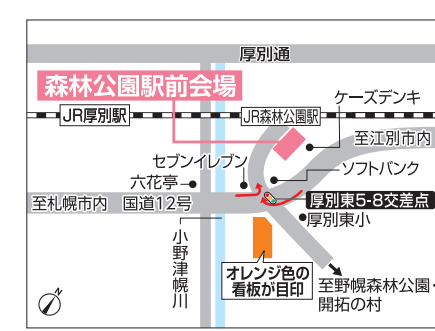 厚別通
森林公園駅前会場
ケーズデンキ
JR厚別駅
JR森林公園駅
至江別市内
セブンイレブン
ソフトバンク
六花亭
至札幌市内 国道12号
厚別東5-8交差点
厚別東小
小野津幌川
オレンジ色の
看板が目印
至野幌森林公園・
開拓の村
N